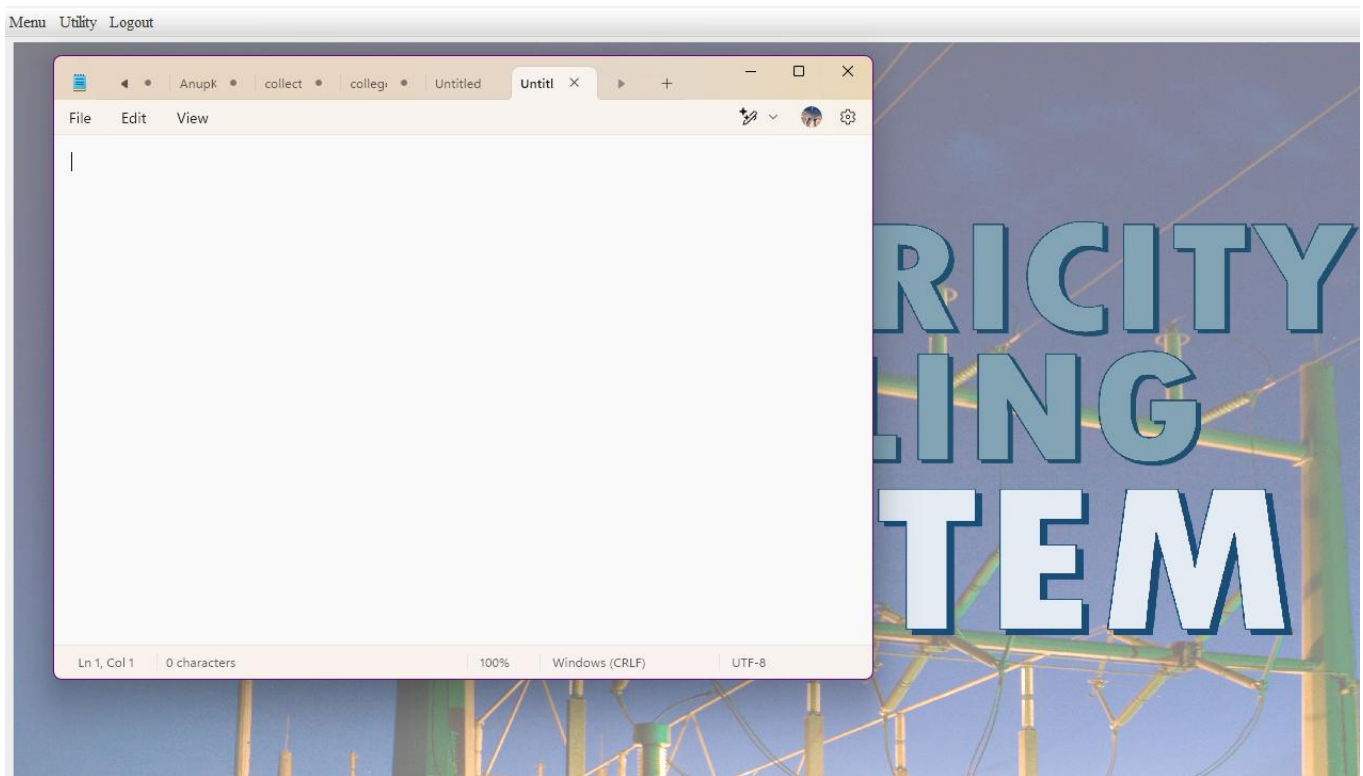 Menu Utility Logout
AnupK collect colleg Untitled Untitl
File Edit View
RICITY
LING
TEM
Ln 1, Col 1 0 characters 100% Windows (CRLF) UTF-8